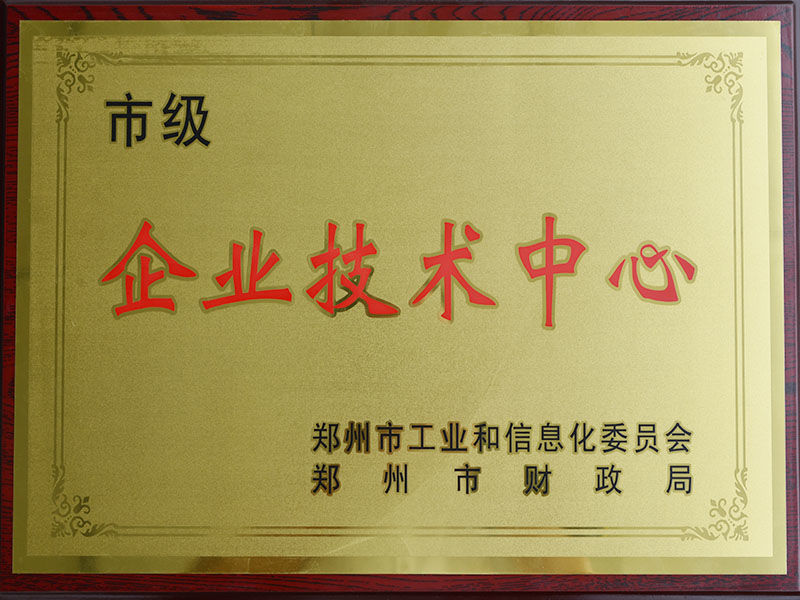 市级
企业技术中心
郑州市工业和信息化委员会
郑州市财政局